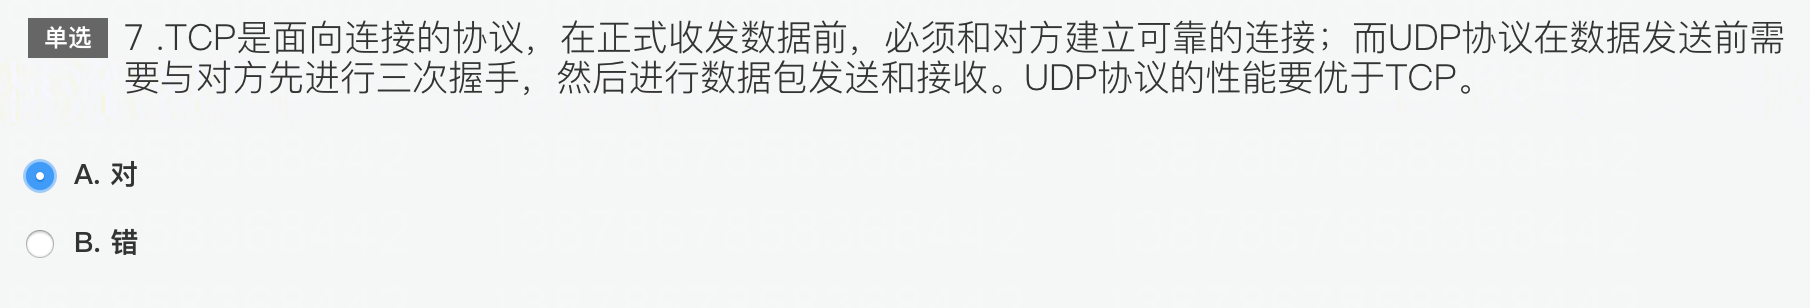 单选 7 .TCP是面向连接的协议，在正式收发数据前，必须和对方建立可靠的连接；而UDP协议在数据发送前需
要与对方先进行三次握手，然后进行数据包发送和接收。UDP协议的性能要优于TCP。
A. 对
B. 错